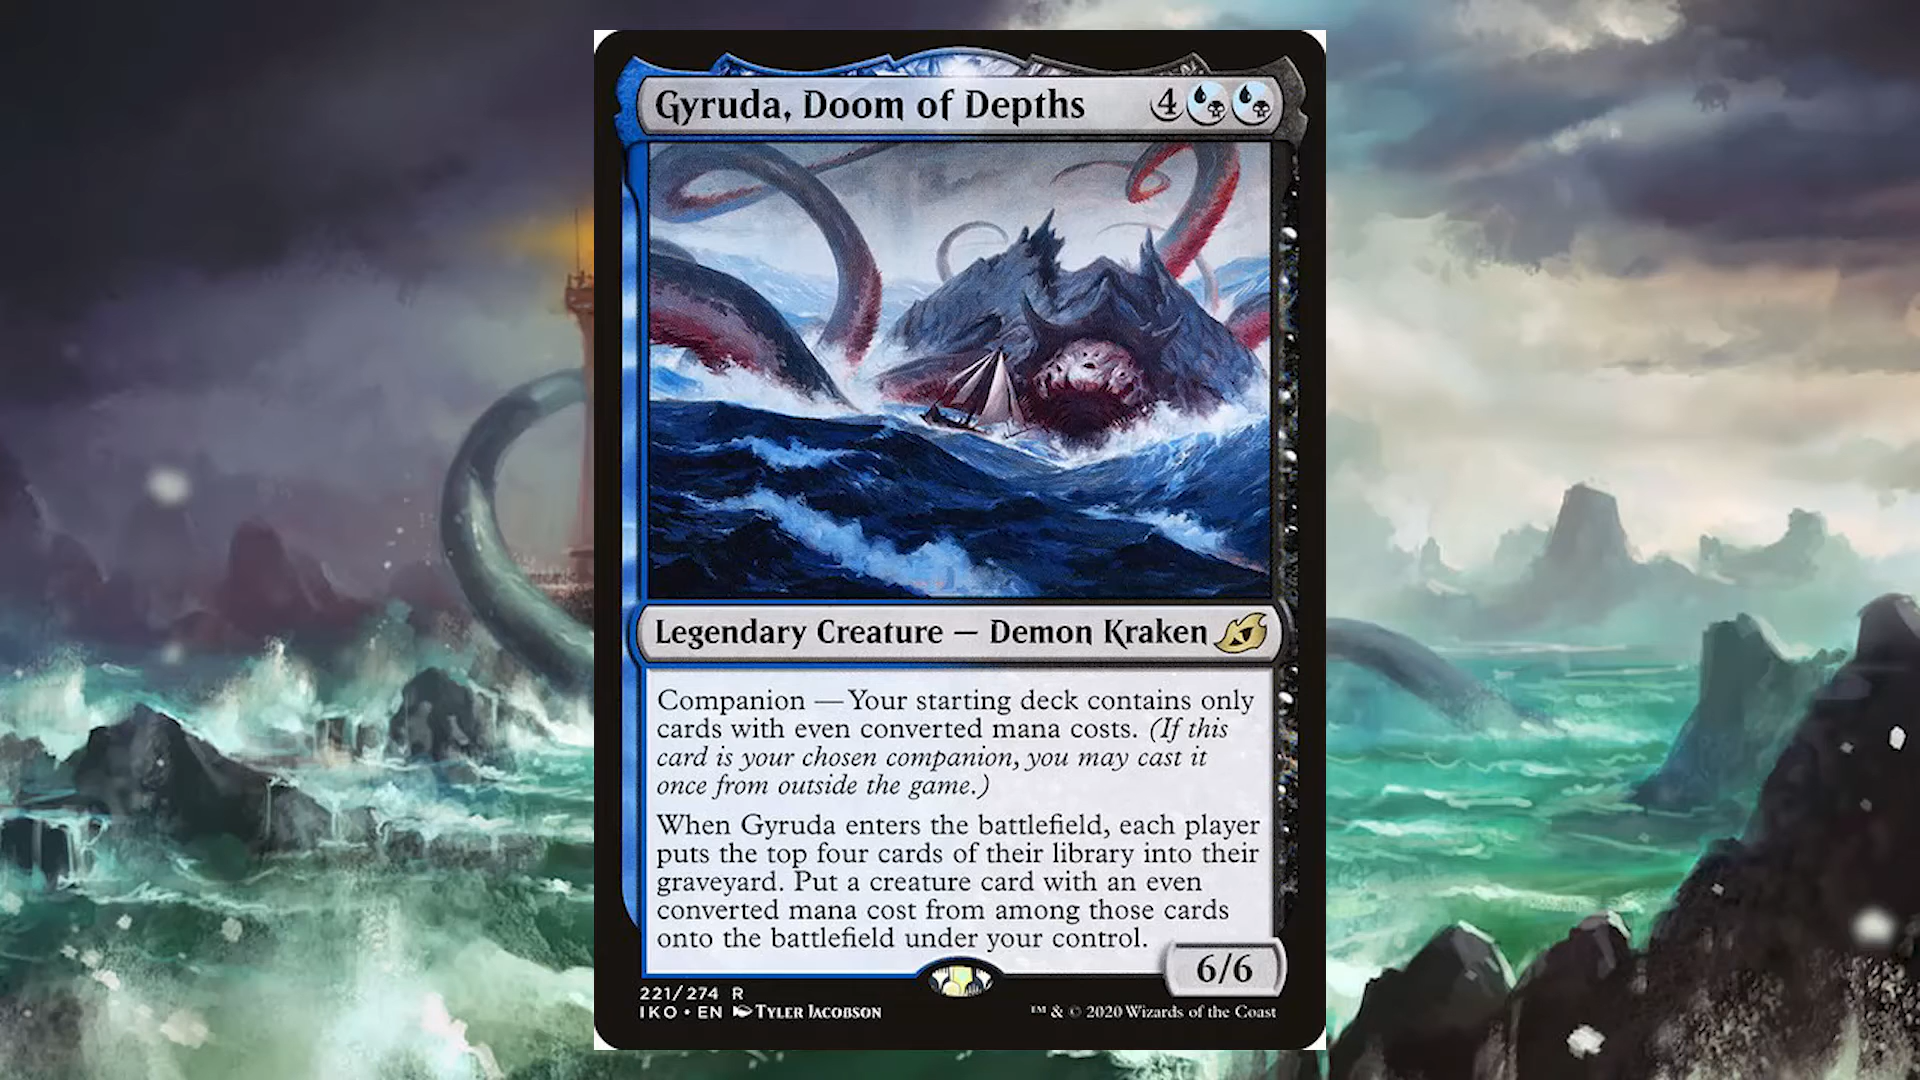 Gyruda, Doom of Depths 4
Legendary Creature — Demon Kraken
Companion — Your starting deck contains only
cards with even converted mana costs. (If this
card is your chosen companion, you may cast it
once from outside the game.)
When Gyruda enters the battlefield, each player
puts the top four cards of their library into their
graveyard. Put a creature card with an even
converted mana cost from among those cards
onto the battlefield under your control.
6/6
221/274 R
IKO • EN Tyler Jacobson
™ & © 2020 Wizards of the Coast